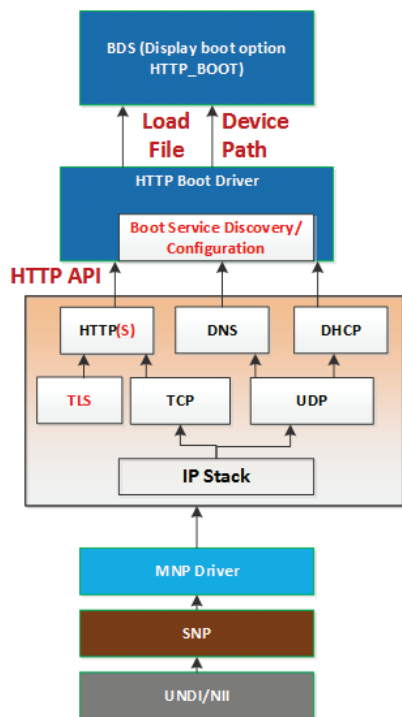 BDS (Display boot option
HTTP_BOOT)
Load
File
Device
Path
HTTP Boot Driver
Boot Service Discovery/
Configuration
HTTP API
HTTP(S)
DNS
DHCP
TLS
TCP
UDP
IP Stack
MNP Driver
SNP
UNDI/NII